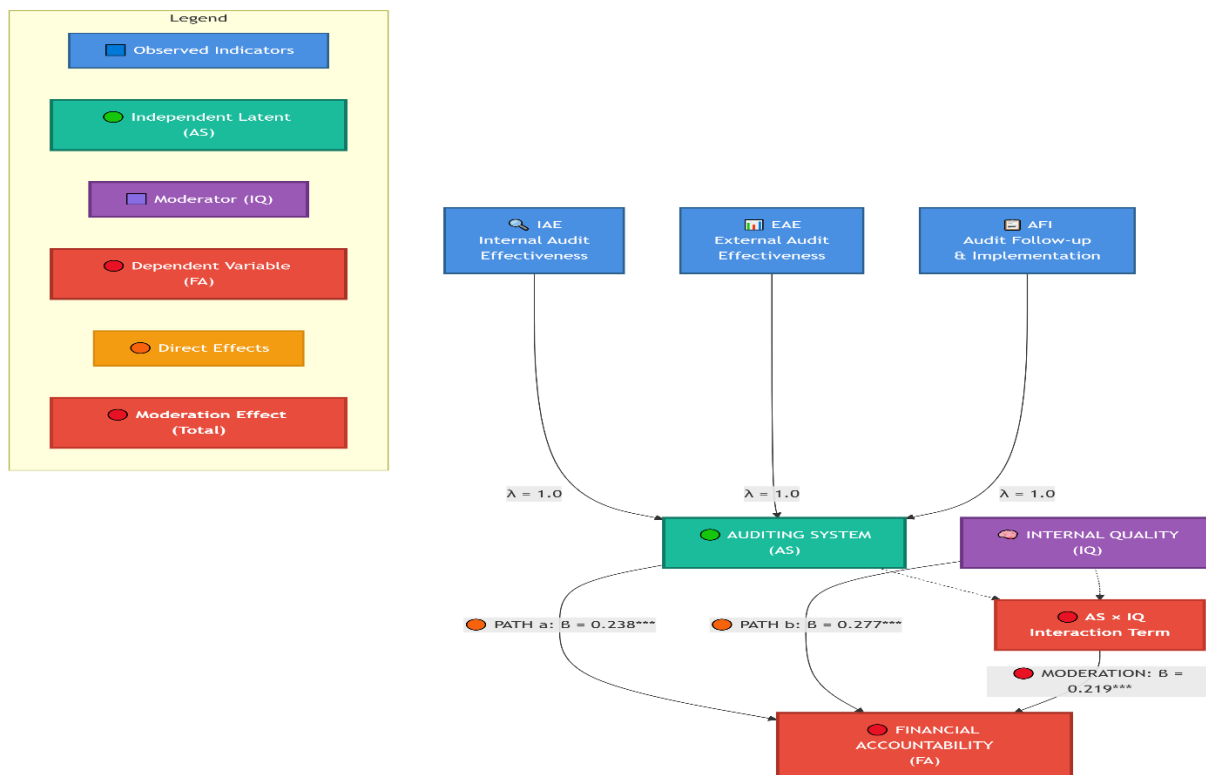 Legend
Observed Indicators
Independent Latent
(AS)
Moderator (IQ)
Dependent Variable
(FA)
Direct Effects
Moderation Effect
(Total)
IAE
Internal Audit
Effectiveness
EAE
External Audit
Effectiveness
AFI
Audit Follow-up
& Implementation
λ = 1.0
λ = 1.0
λ = 1.0
AUDITING SYSTEM
(AS)
INTERNAL QUALITY
(IQ)
PATH a: β = 0.238***
PATH b: β = 0.277***
AS × IQ
Interaction Term
MODERATION: β =
0.219***
FINANCIAL
ACCOUNTABILITY
(FA)